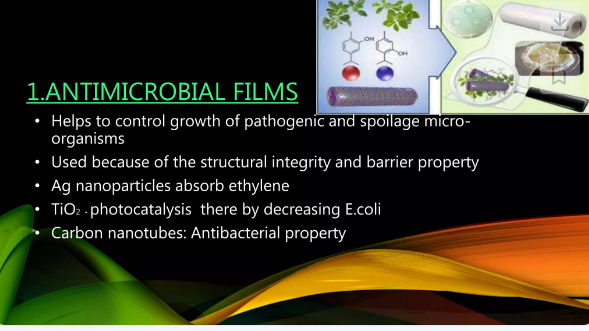 OH
OH
1.ANTIMICROBIAL FILMS
• Helps to control growth of pathogenic and spoilage micro-
organisms
• Used because of the structural integrity and barrier property
• Ag nanoparticles absorb ethylene
• TiO₂ - photocatalysis there by decreasing E.coli
• Carbon nanotubes: Antibacterial property